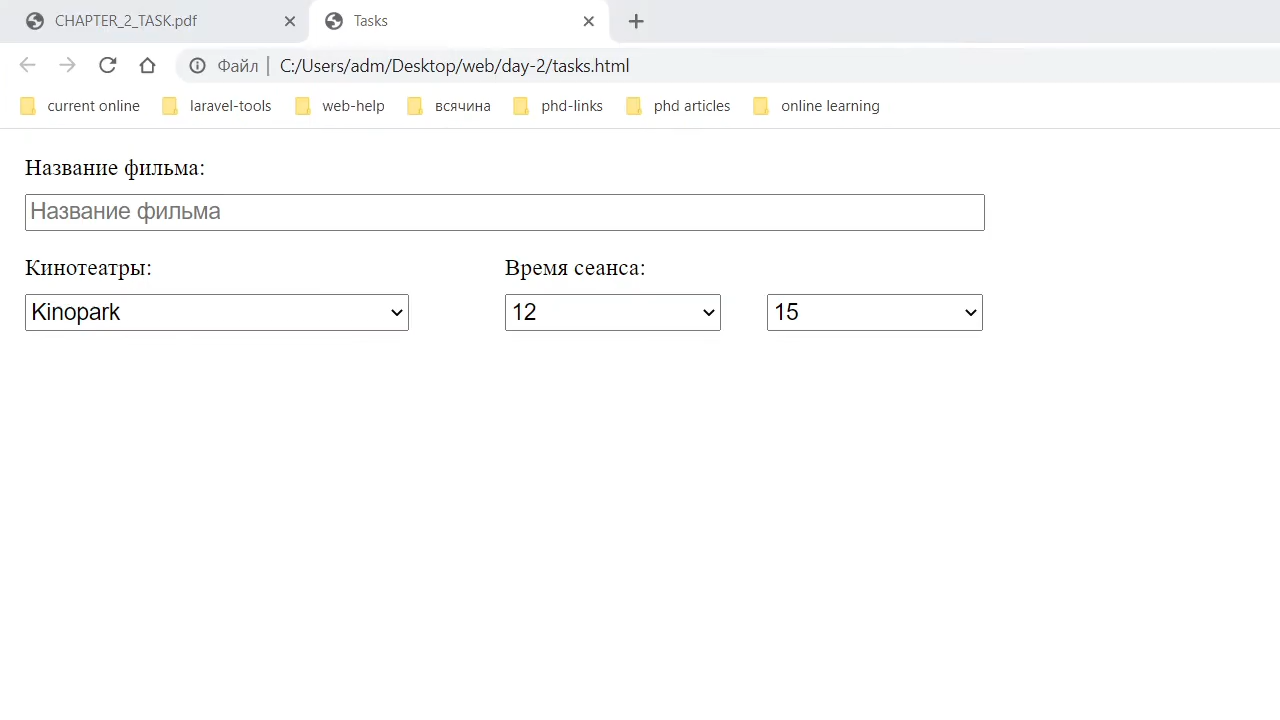 CHAPTER_2_TASK.pdf Tasks
Файл | C:/Users/adm/Desktop/web/day-2/tasks.html
current online laravel-tools web-help всячина phd-links phd articles online learning
Название фильма:
Название фильма
Кинотеатры: Время сеанса:
Kinopark 12 15